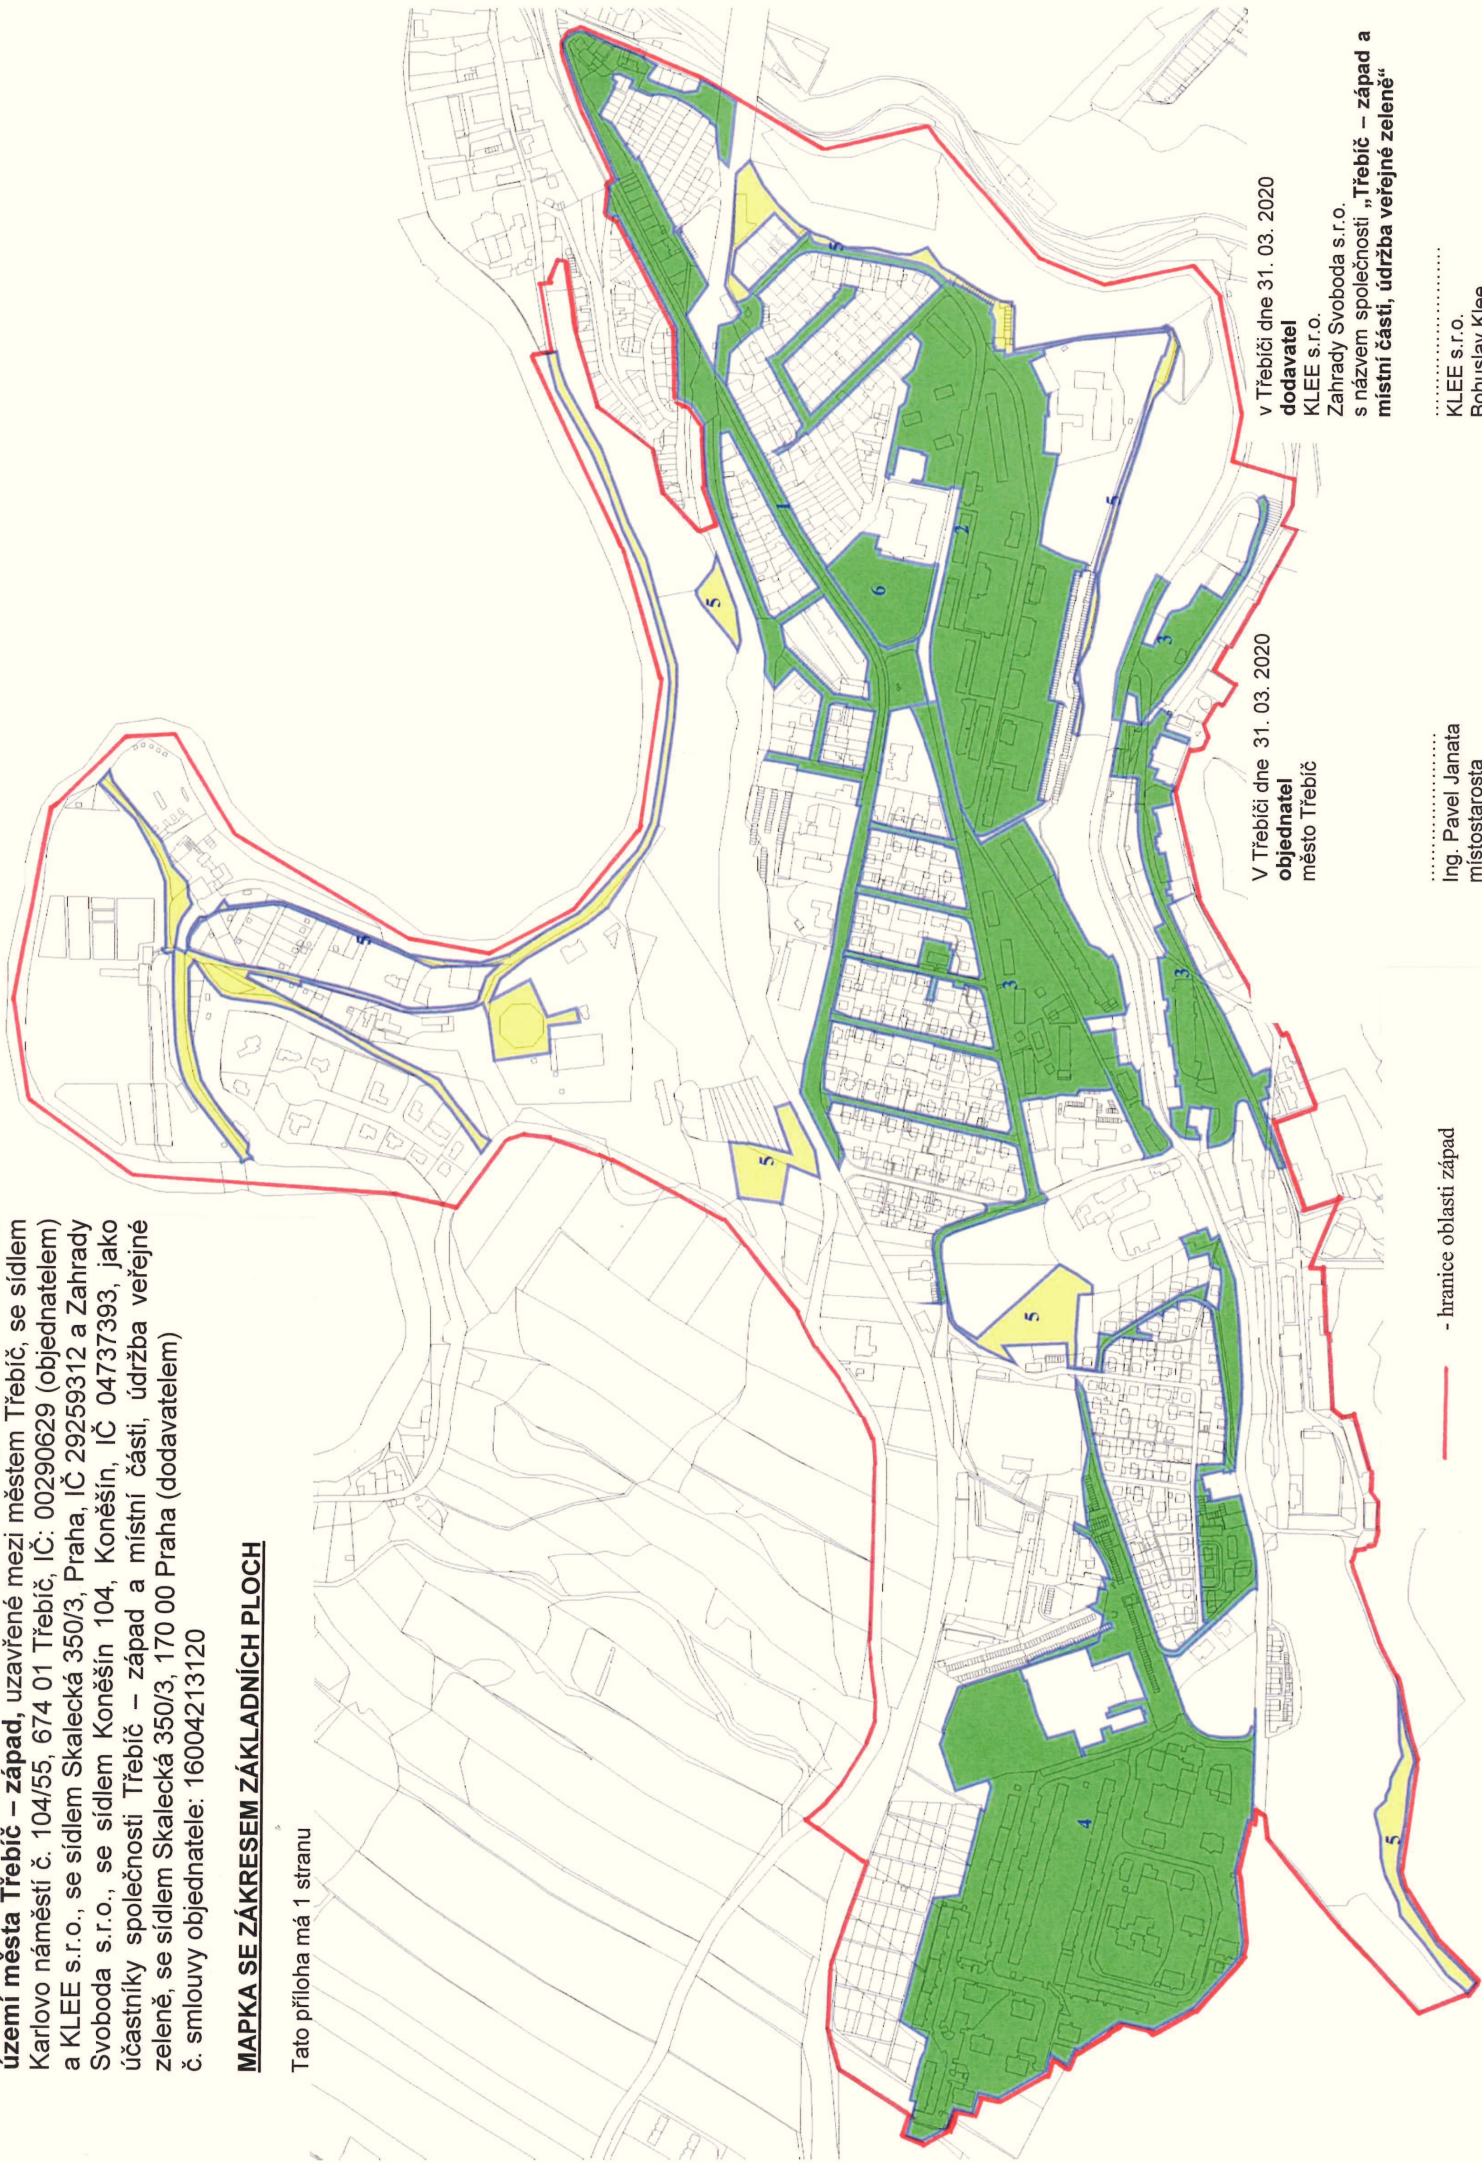 území města Třebíč – západ, uzavřené mezi městem Třebíč, se sídlem
Karlovo náměstí č. 104/55, 674 01 Třebíč, IČ: 00290629 (objednatelem)
a KLEE s.r.o., se sídlem Skalecká 350/3, Praha, IČ 29259312 a Zahrady
Svoboda s.r.o., se sídlem Koněšín 104, Koněšín, IČ 04737393, jako
účastníky společnosti Třebíč – západ a místní části, údržba veřejné
zeleně, se sídlem Skalecká 350/3, 170 00 Praha (dodavatelem)
č. smlouvy objednatele: 1600421312​0
MAPKA SE ZÁKRESEM ZÁKLADNÍCH PLOCH
Tato příloha má 1 stranu
5
5
5
5
5
5
5
1
2
3
3
3
4
6
- hranice oblasti západ
V Třebíči dne 31. 03. 2020
objednatel
město Třebíč
....................
Ing. Pavel Janata
místostarosta
v Třebíči dne 31. 03. 2020
dodavatel
KLEE s.r.o.
Zahrady Svoboda s.r.o.
s názvem společnosti „Třebíč – západ a
místní části, údržba veřejné zeleně“
..........................
KLEE s.r.o.
Bohuslav Klee